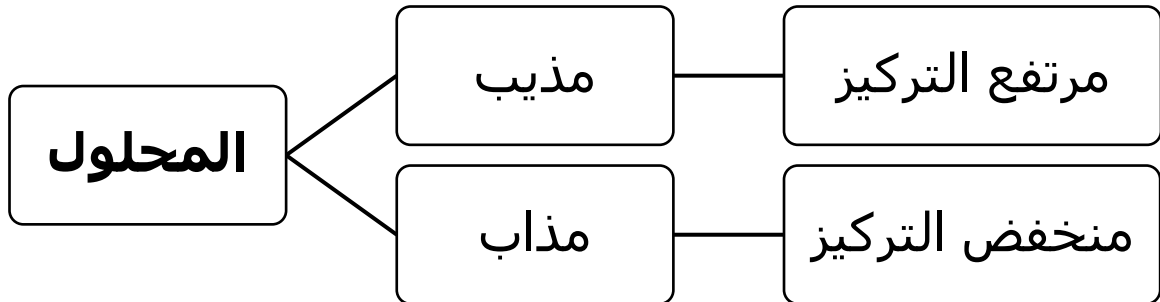 المحلول
مذيب
مرتفع التركيز
مذاب
منخفض التركيز